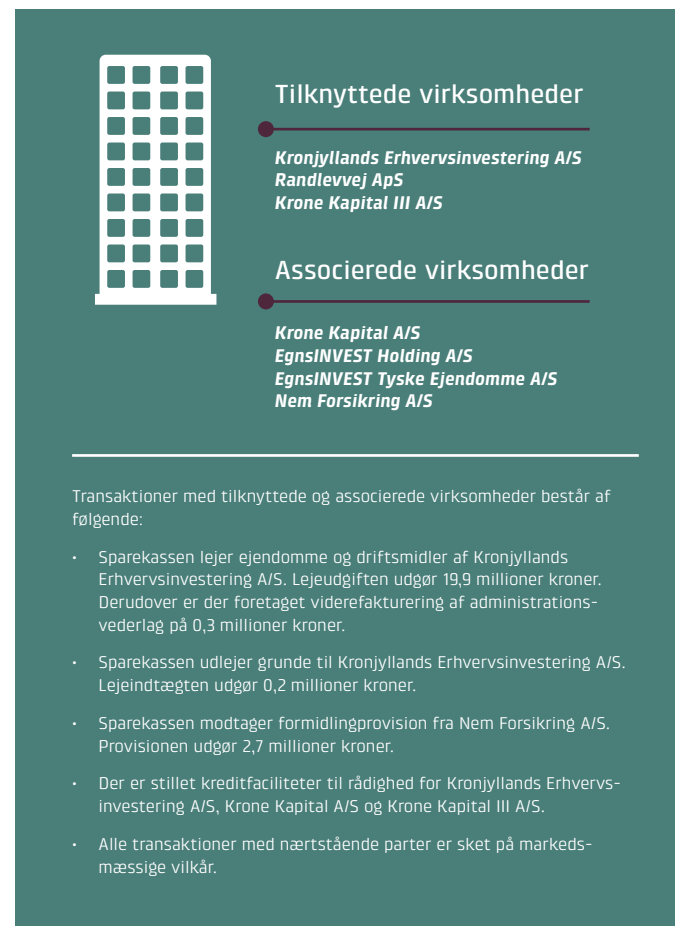 Tilknyttede virksomheder
Kronjyllands Erhvervsinvestering A/S
Randlevvej ApS
Krone Kapital III A/S
Associerede virksomheder
Krone Kapital A/S
EgnsINVEST Holding A/S
EgnsINVEST Tyske Ejendomme A/S
Nem Forsikring A/S
Transaktioner med tilknyttede og associerede virksomheder består af
følgende:
• Sparekassen lejer ejendomme og driftsmidler af Kronjyllands
Erhvervsinvestering A/S. Lejeudgiften udgør 19,9 millioner kroner.
Derudover er der foretaget viderefakturering af administrations-
vederlag på 0,3 millioner kroner.
• Sparekassen udlejer grunde til Kronjyllands Erhvervsinvestering A/S.
Lejeindtægten udgør 0,2 millioner kroner.
• Sparekassen modtager formidlingprovision fra Nem Forsikring A/S.
Provisionen udgør 2,7 millioner kroner.
• Der er stillet kreditfaciliteter til rådighed for Kronjyllands Erhvervs-
investering A/S, Krone Kapital A/S og Krone Kapital III A/S.
• Alle transaktioner med nærtstående parter er sket på markeds-
mæssige vilkår.